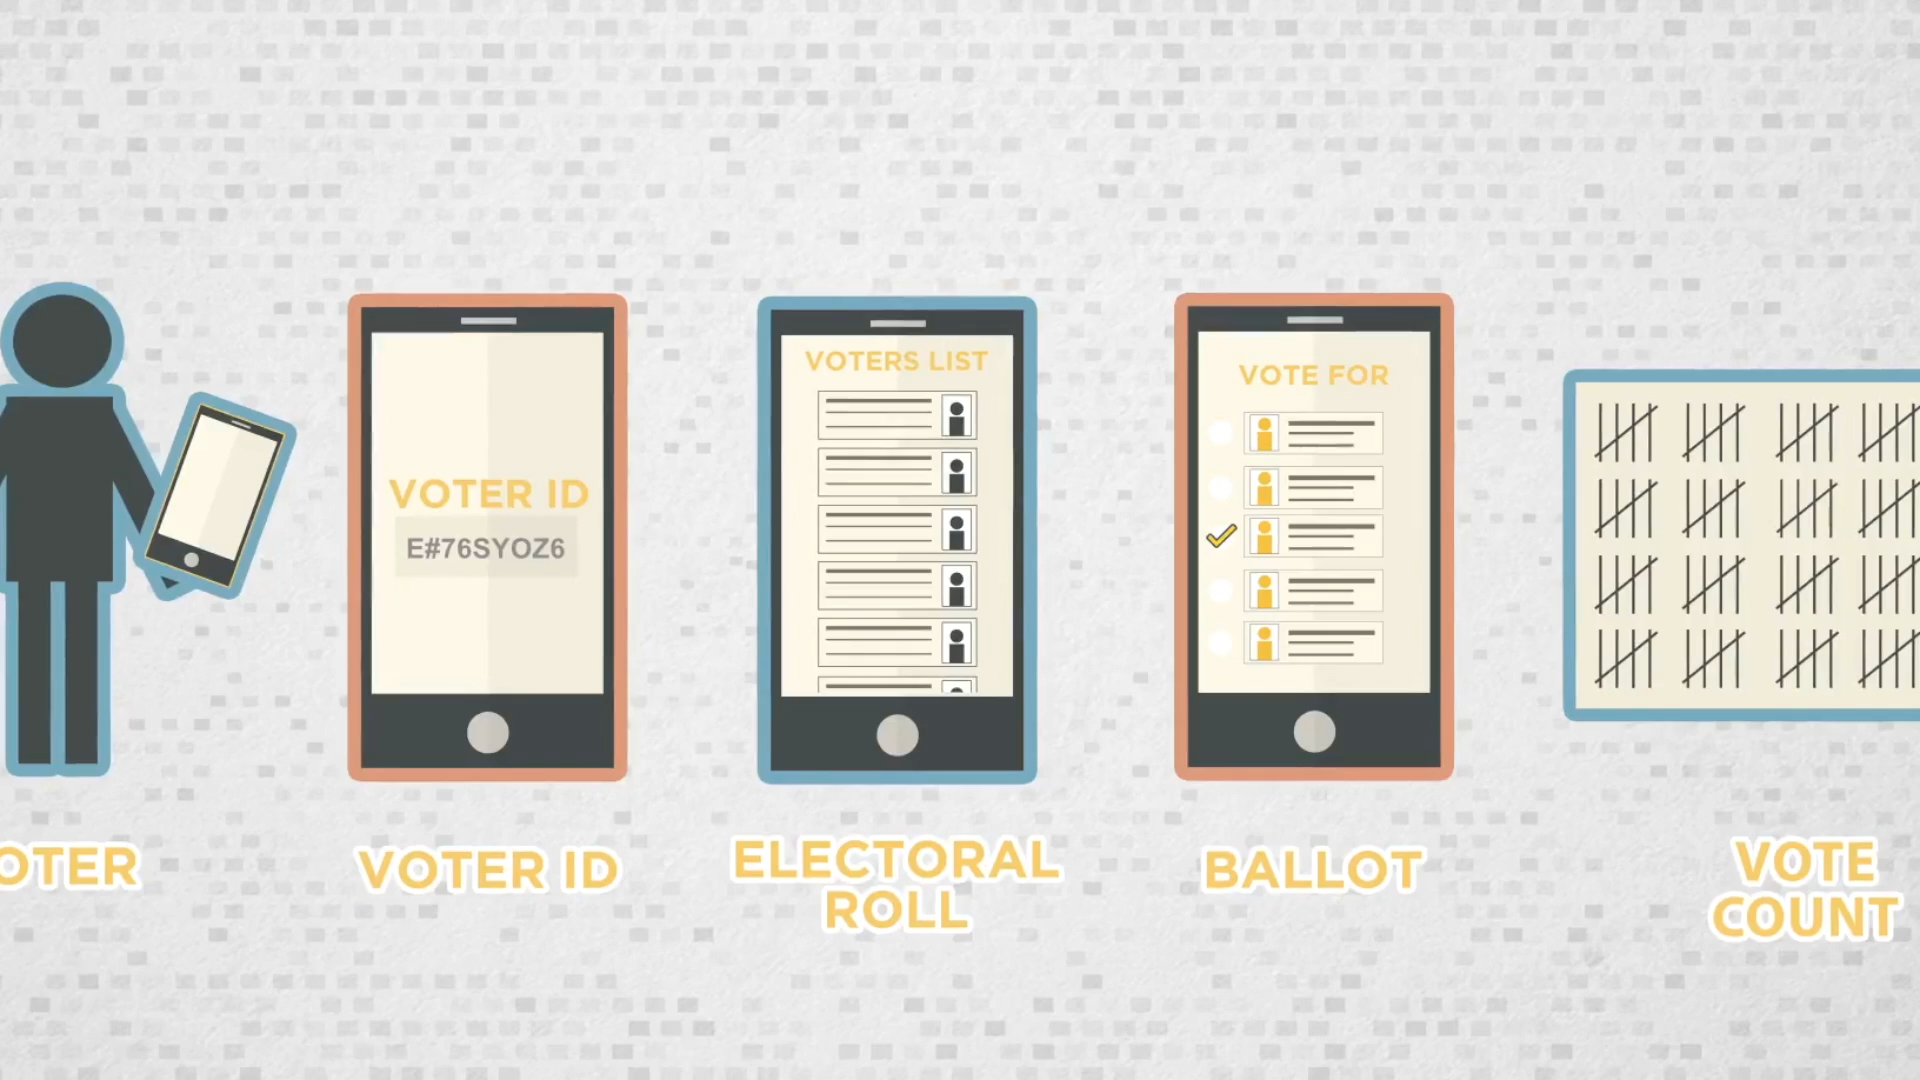 VOTER ID
E#76SYOZ6
VOTERS LIST
VOTE FOR
OTER
VOTER ID
ELECTORAL
ROLL
BALLOT
VOTE
COUNT